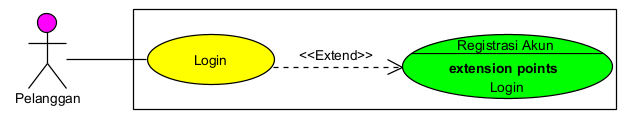 Pelanggan
Login
<<Extend>>
Registrasi Akun
extension points
Login